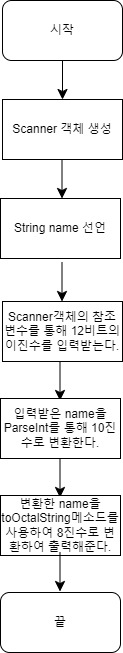 시작
Scanner 객체 생성
String name 선언
Scanner객체의 참조
변수를 통해 12비트의
이진수를 입력받는다.
입력받은 name을
ParseInt를 통해 10진
수로 변환한다.
변환한 name을
toOctalString메소드를
사용하여 8진수로 변
환하여 출력해준다.
끝